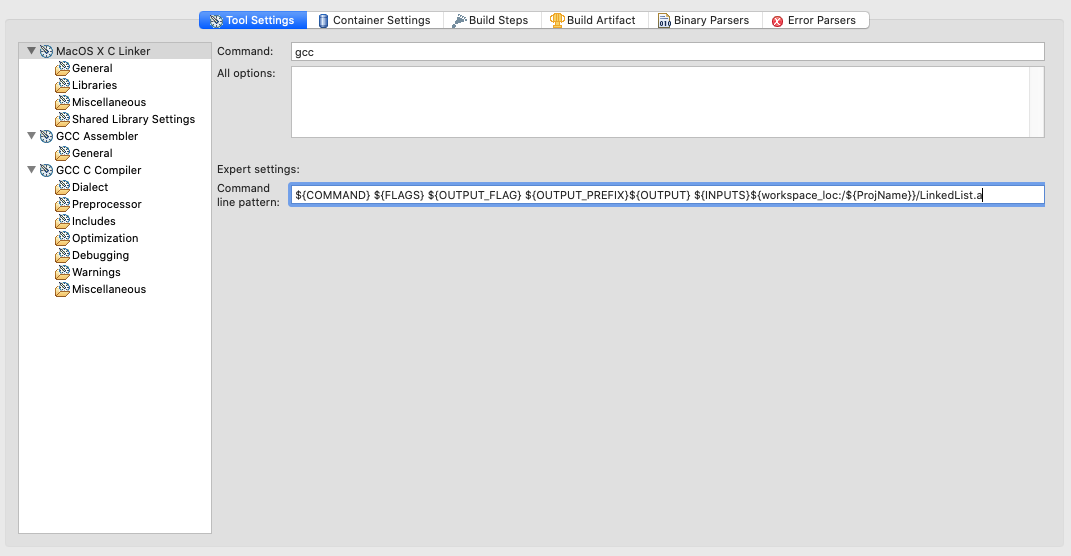 Tool Settings Container Settings Build Steps Build Artifact Binary Parsers Error Parsers
MacOS X C Linker
General
Libraries
Miscellaneous
Shared Library Settings
GCC Assembler
General
GCC C Compiler
Dialect
Preprocessor
Includes
Optimization
Debugging
Warnings
Miscellaneous
Command: gcc
All options:
Expert settings:
Command
line pattern: ${COMMAND} ${FLAGS} ${OUTPUT_FLAG} ${OUTPUT_PREFIX}${OUTPUT} ${INPUTS}${workspace_loc:/${ProjName}}/LinkedList.a